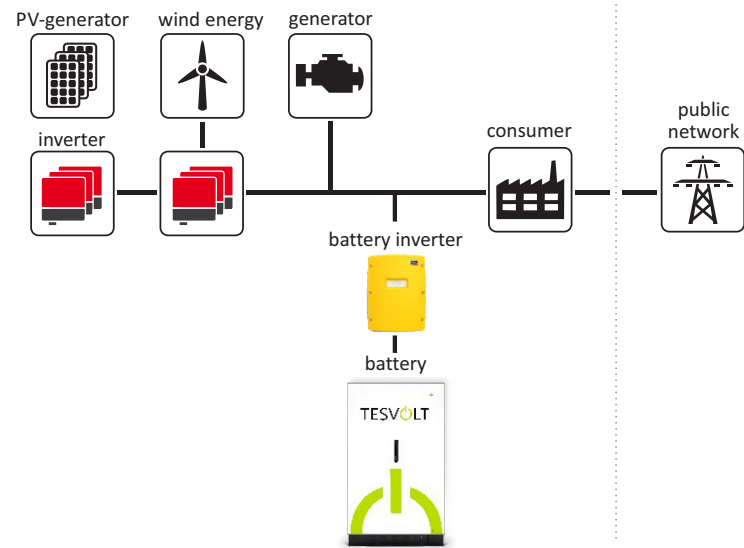 PV-generator
wind energy
generator
inverter
consumer
public
network
battery inverter
battery
TESVOLT